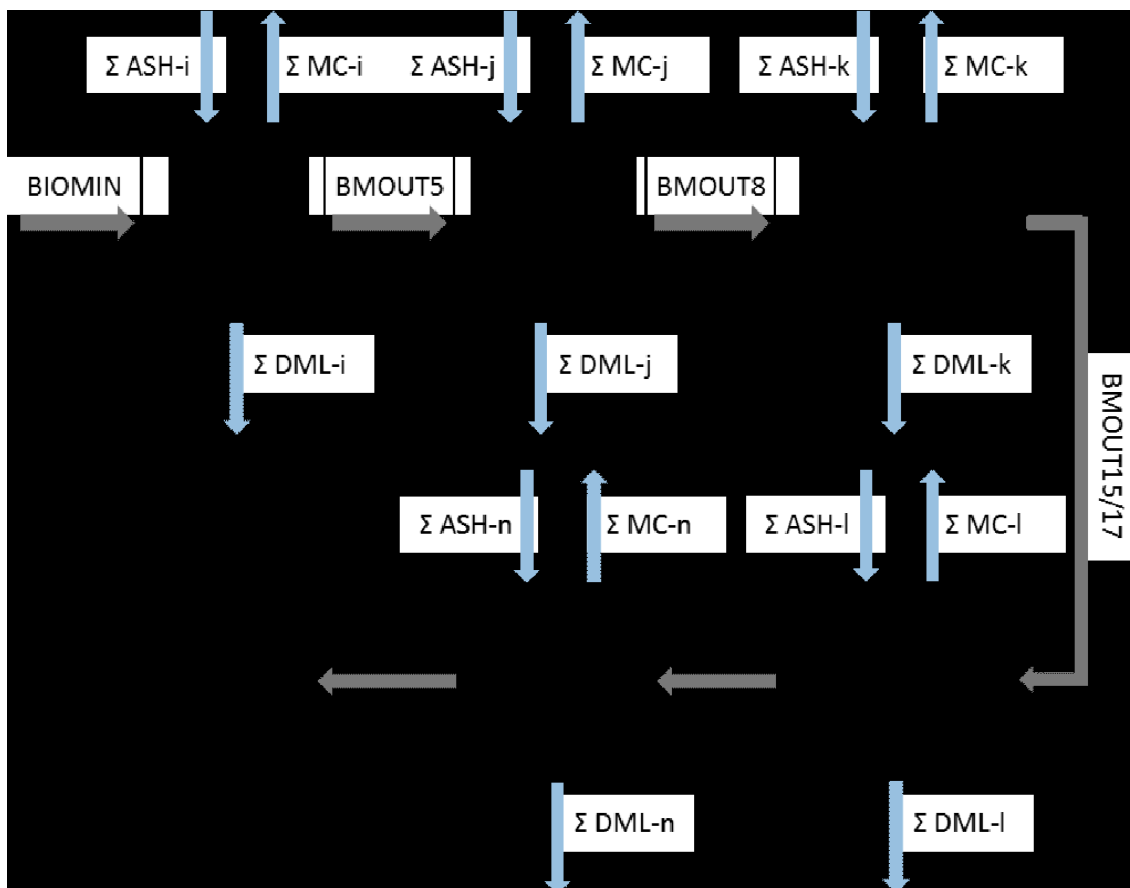 Σ ASH-i
Σ MC-i
Σ ASH-j
Σ MC-j
Σ ASH-k
Σ MC-k
BIOMIN
BMOUT5
BMOUT8
Σ DML-i
Σ DML-j
Σ DML-k
BMOUT15/17
Σ ASH-n
Σ MC-n
Σ ASH-l
Σ MC-l
Σ DML-n
Σ DML-l